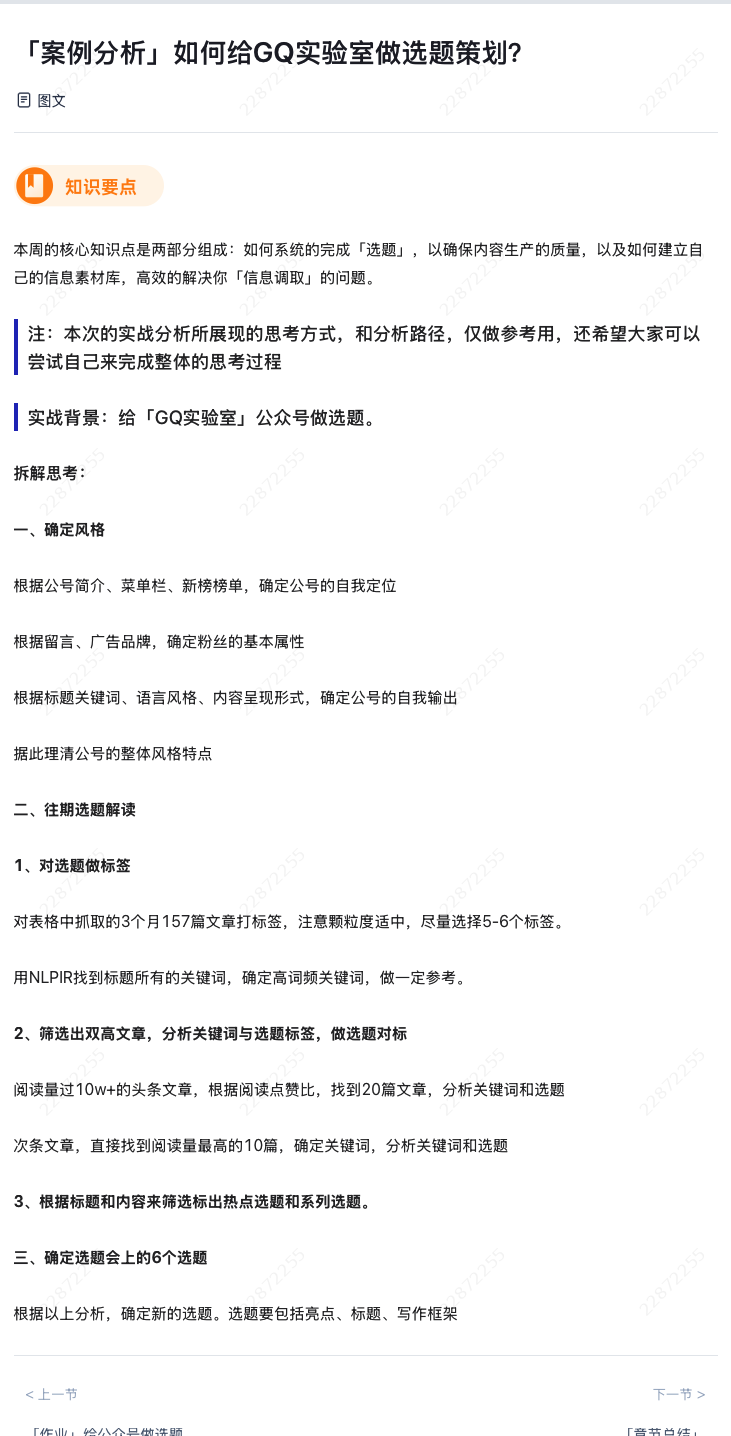 「案例分析」如何给GQ实验室做选题策划?
图文
知识要点
本周的核心知识点是两部分组成：如何系统的完成「选题」，以确保内容生产的质量，以及如何建立自
己的信息素材库，高效的解决你「信息调取」的问题。
注：本次的实战分析所展现的思考方式，和分析路径，仅做参考用，还希望大家可以
尝试自己来完成整体的思考过程
实战背景：给「GQ实验室」公众号做选题。
拆解思考：
一、确定风格
根据公号简介、菜单栏、新榜榜单，确定公号的自我定位
根据留言、广告品牌，确定粉丝的基本属性
根据标题关键词、语言风格、内容呈现形式，确定公号的自我输出
据此理清公号的整体风格特点
二、往期选题解读
1、对选题做标签
对表格中抓取的3个月157篇文章打标签，注意颗粒度适中，尽量选择5-6个标签。
用NLPIR找到标题所有的关键词，确定高词频关键词，做一定参考。
2、筛选出双高文章，分析关键词与选题标签，做选题对标
阅读量过10w+的头条文章，根据阅读点赞比，找到20篇文章，分析关键词和选题
次条文章，直接找到阅读量最高的10篇，确定关键词，分析关键词和选题
3、根据标题和内容来筛选标出热点选题和系列选题。
三、确定选题会上的6个选题
根据以上分析，确定新的选题。选题要包括亮点、标题、写作框架
< 上一节
下一节 >
「作业」给公众号做选题
「章节总结」
22872255